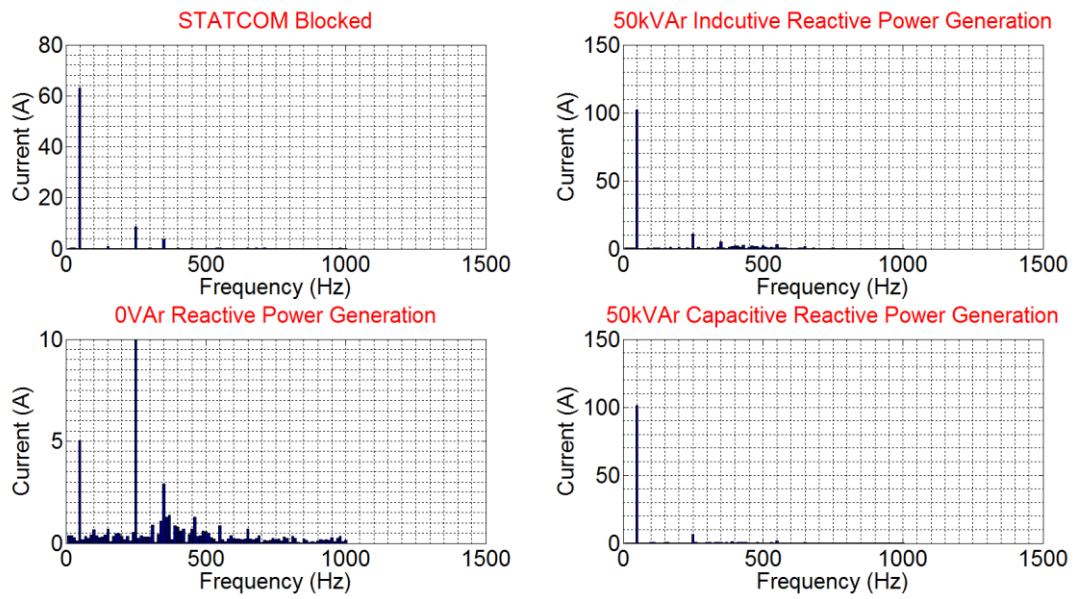 STATCOM Blocked
80
60
40
20
0
Current (A)
0 500 1000 1500
Frequency (Hz)
50kVAr Indcutive Reactive Power Generation
150
100
50
0
Current (A)
0 500 1000 1500
Frequency (Hz)
0VAr Reactive Power Generation
10
5
0
Current (A)
0 500 1000 1500
Frequency (Hz)
50kVAr Capacitive Reactive Power Generation
150
100
50
0
Current (A)
0 500 1000 1500
Frequency (Hz)